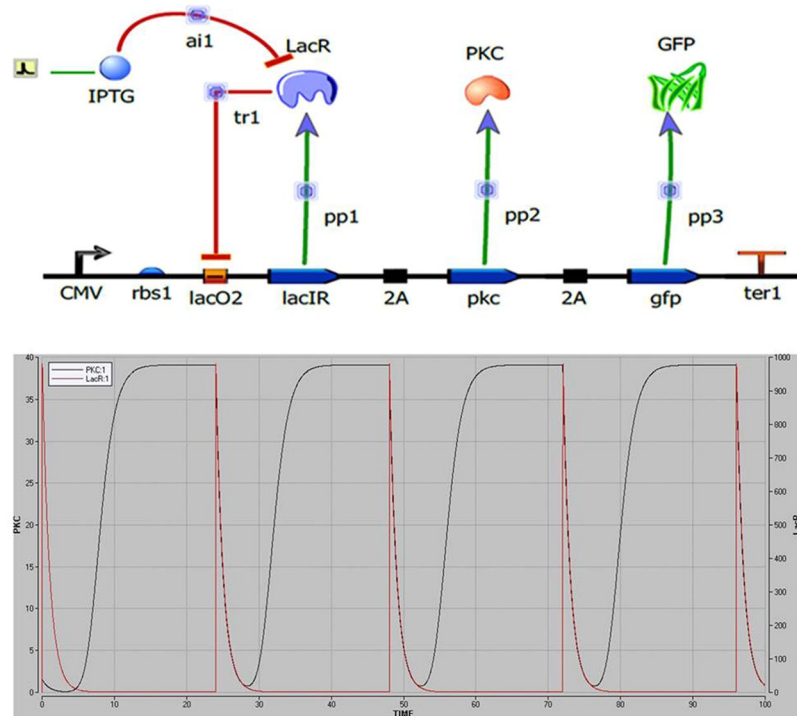 ai1
LacR
PKC
GFP
IPTG
tr1
pp1
pp2
pp3
CMV
rbs1
lacO2
lacIR
2A
pkc
2A
gfp
ter1
PKC:1
LacR:1
40
35
30
25
20
15
10
5
0
PKC
1000
900
800
700
600
500
400
300
200
100
0
0
10
20
30
40
50
60
70
80
90
100
TIME